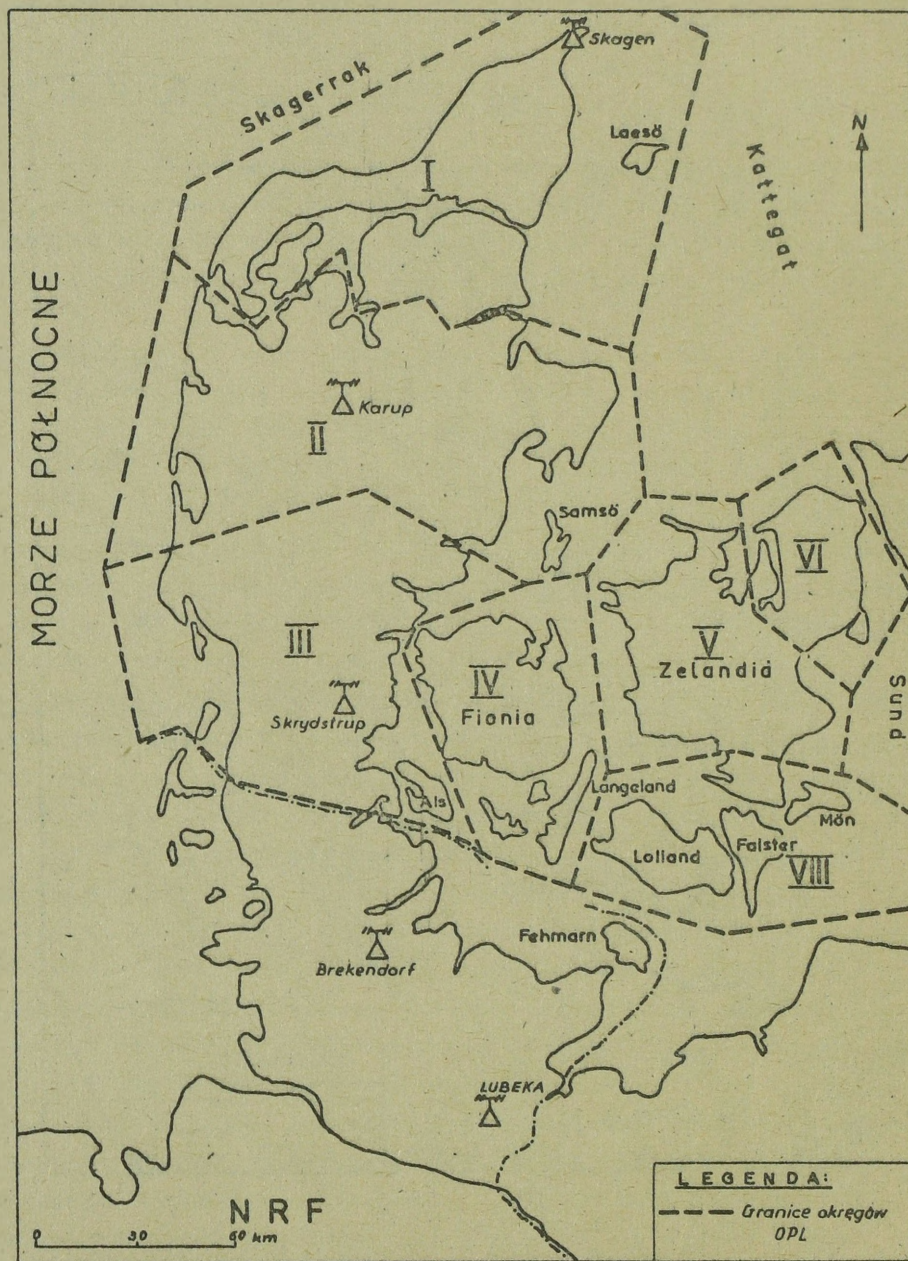 Skagen
Skagerrak
Laesö
N
I
Kattegat
MORZE PÓŁNOCNE
Karup
II
Samsö
VI
III
V
Zelandia
IV
Fionia
Skrydstrup
Sund
Langeland
Als
Mön
Falster
Lolland
VIII
Fehmarn
Brekendorf
LUBEKA
LEGENDA:
Granice okręgów
OPL
NRF
0 30 60 km